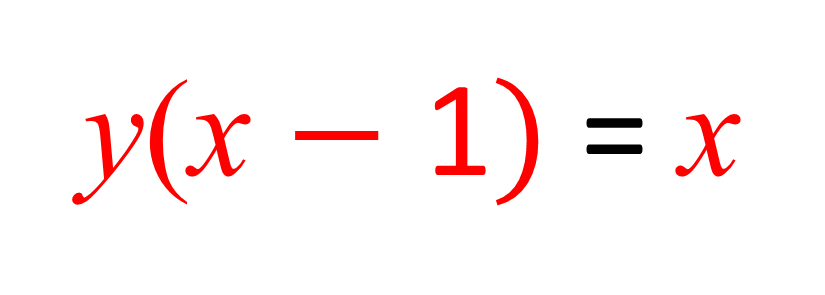 y(x − 1) = x